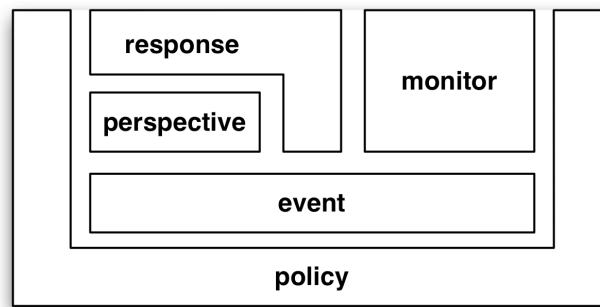 response
monitor
perspective
event
policy